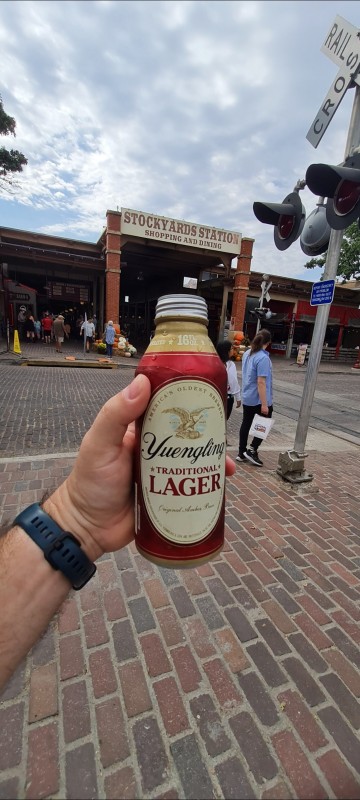 RAIL
CROS
STOCKYARDS STATION
SHOPPING AND DINING
16
AMERICA'S OLDEST BREWERY
Yuengling
TRADITIONAL
LAGER
Original Amber Beer